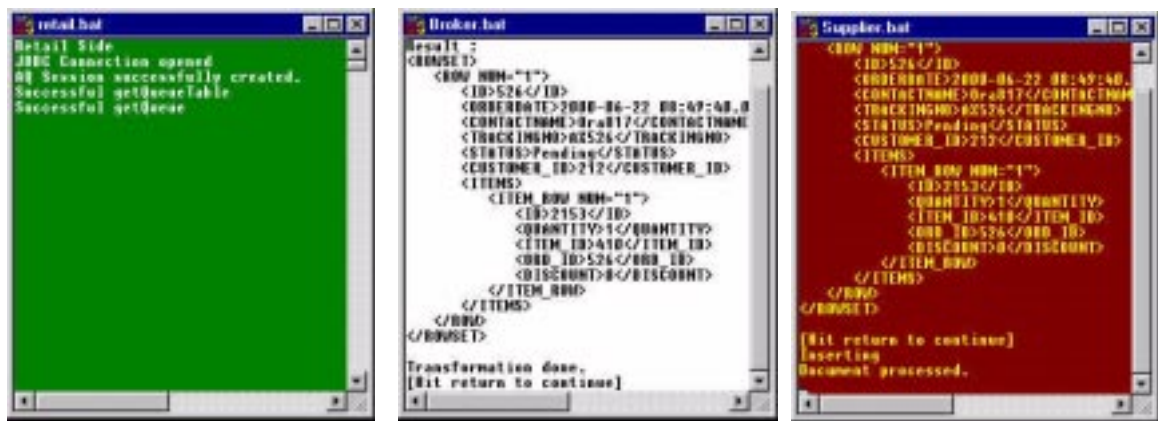 retail.bat
Retail Side
JDBC Connection opened
AQ Session successfully created.
Successful getQueueTable
Successful getQueue
Broker.bat
Result :
<ROWSET>
<ROW NUM="1">
<ID>526</ID>
<ORDERDATE>2000-06-22 08:49:40.0
<CONTACTNAME>Ora817</CONTACTNAME
<TRACKINGNO>AX526</TRACKINGNO>
<STATUS>Pending</STATUS>
<CUSTOMER_ID>212</CUSTOMER_ID>
<ITEMS>
<ITEM_ROW NUM="1">
<ID>2153</ID>
<QUANTITY>1</QUANTITY>
<ITEM_ID>410</ITEM_ID>
<ORD_ID>526</ORD_ID>
<DISCOUNT>0</DISCOUNT>
</ITEM_ROW>
</ITEMS>
</ROW>
</ROWSET>
Transformation done.
[Hit return to continue]
Supplier.bat
<ROW NUM="1">
<ID>526</ID>
<ORDERDATE>2000-06-22 08:49:40.
<CONTACTNAME>Ora817</CONTACTNAM
<TRACKINGNO>AX526</TRACKINGNO>
<STATUS>Pending</STATUS>
<CUSTOMER_ID>212</CUSTOMER_ID>
<ITEMS>
<ITEM_ROW NUM="1">
<ID>2153</ID>
<QUANTITY>1</QUANTITY>
<ITEM_ID>410</ITEM_ID>
<ORD_ID>526</ORD_ID>
<DISCOUNT>0</DISCOUNT>
</ITEM_ROW>
</ITEMS>
</ROW>
</ROWSET>
[Hit return to continue]
Inserting
Document processed.